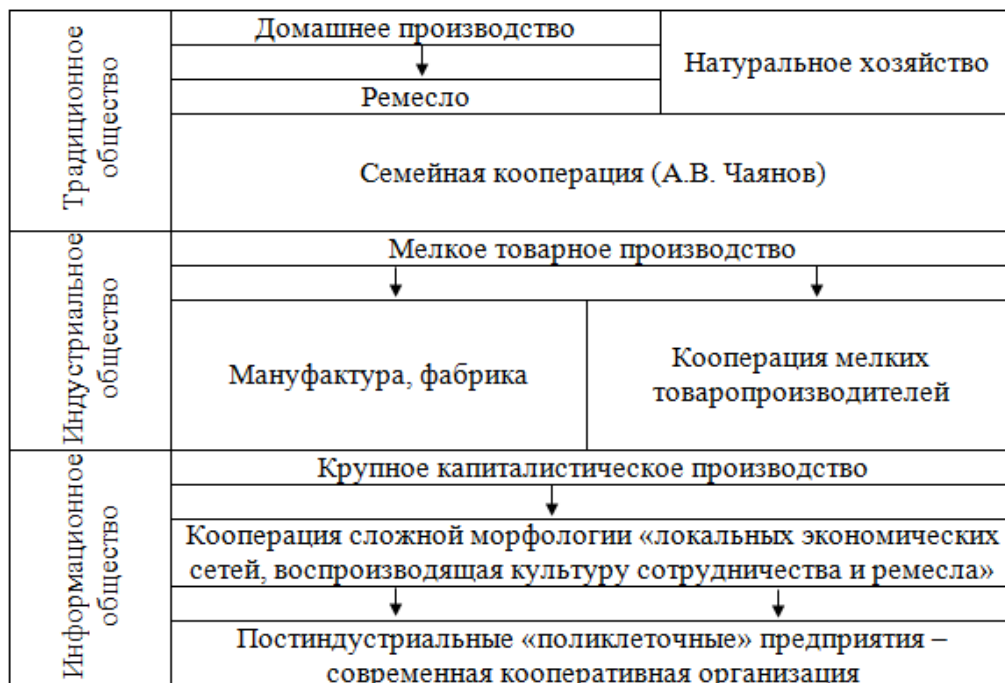 Традиционное
общество
Домашнее производство
Ремесло
Натуральное хозяйство
Семейная кооперация (А.В. Чаянов)
Индустриальное
общество
Мелкое товарное производство
Мануфактура, фабрика
Кооперация мелких
товаропроизводителей
Информационное
общество
Крупное капиталистическое производство
Кооперация сложной морфологии «локальных экономических
сетей, воспроизводящая культуру сотрудничества и ремесла»
Постиндустриальные «поликлеточные» предприятия –
современная кооперативная организация